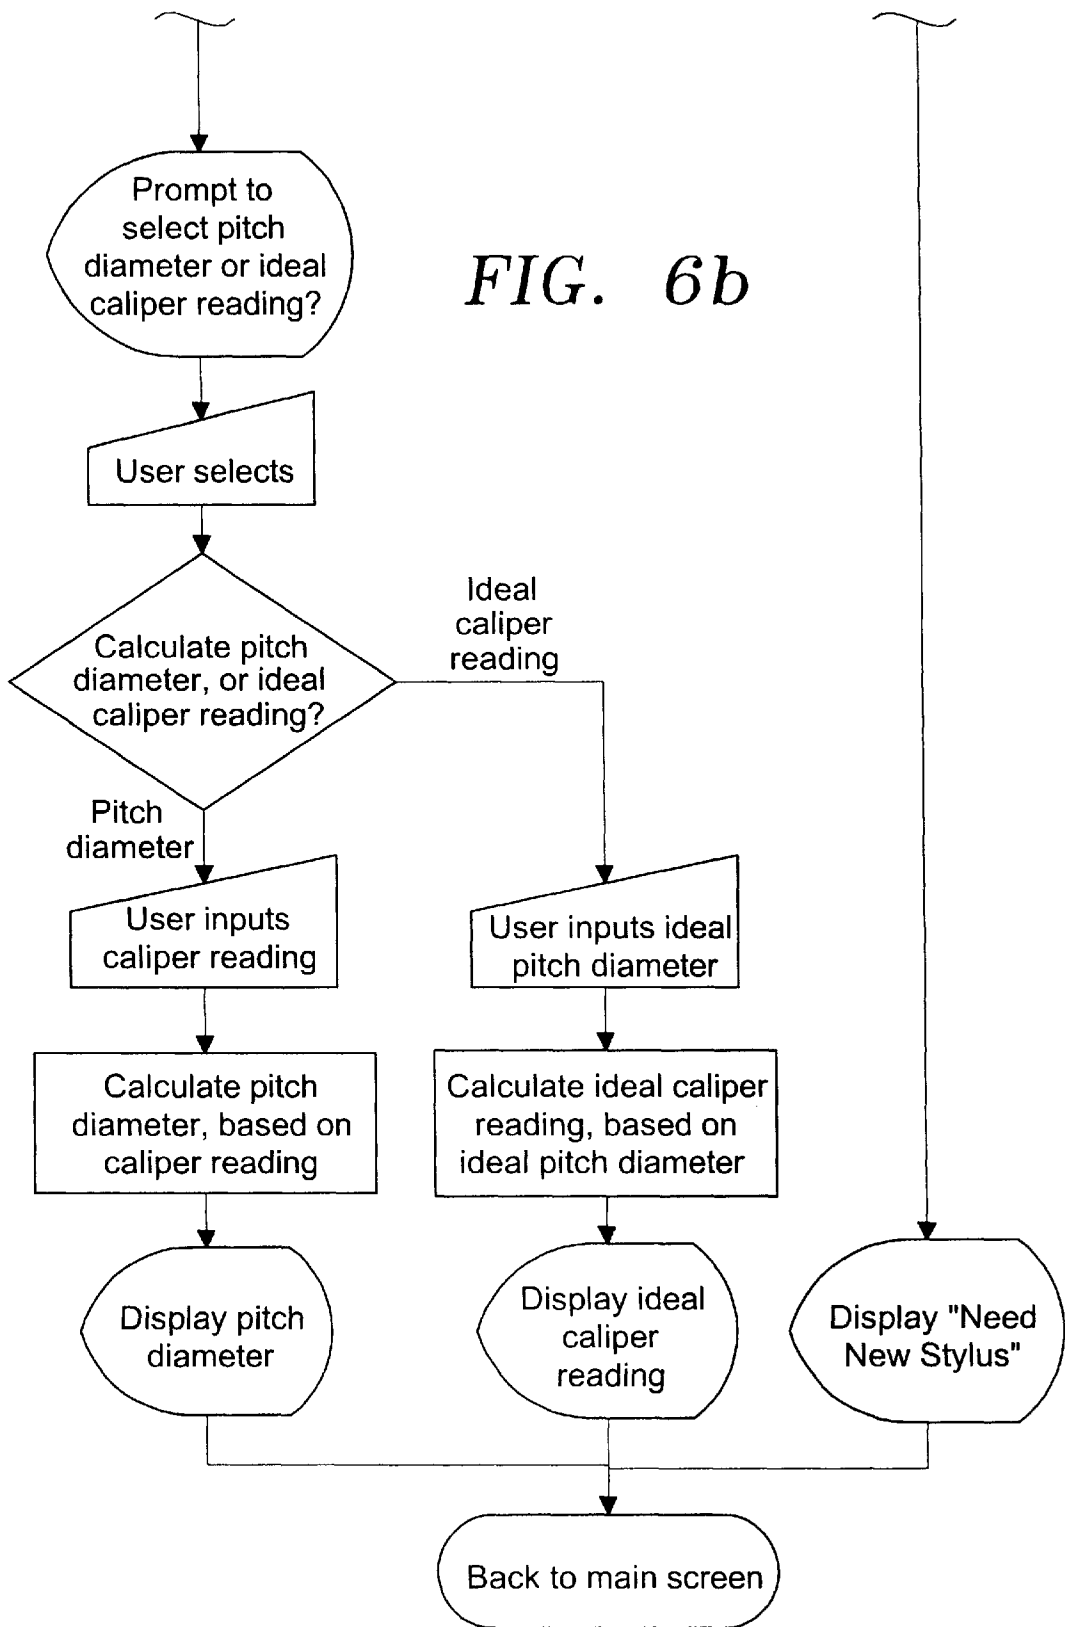 Prompt to
select pitch
diameter or ideal
caliper reading?
FIG. 6b
User selects
Calculate pitch
diameter, or ideal
caliper reading?
Ideal
caliper
reading
Pitch
diameter
User inputs
caliper reading
User inputs ideal
pitch diameter
Calculate pitch
diameter, based on
caliper reading
Calculate ideal caliper
reading, based on
ideal pitch diameter
Display pitch
diameter
Display ideal
caliper
reading
Display "Need
New Stylus"
Back to main screen